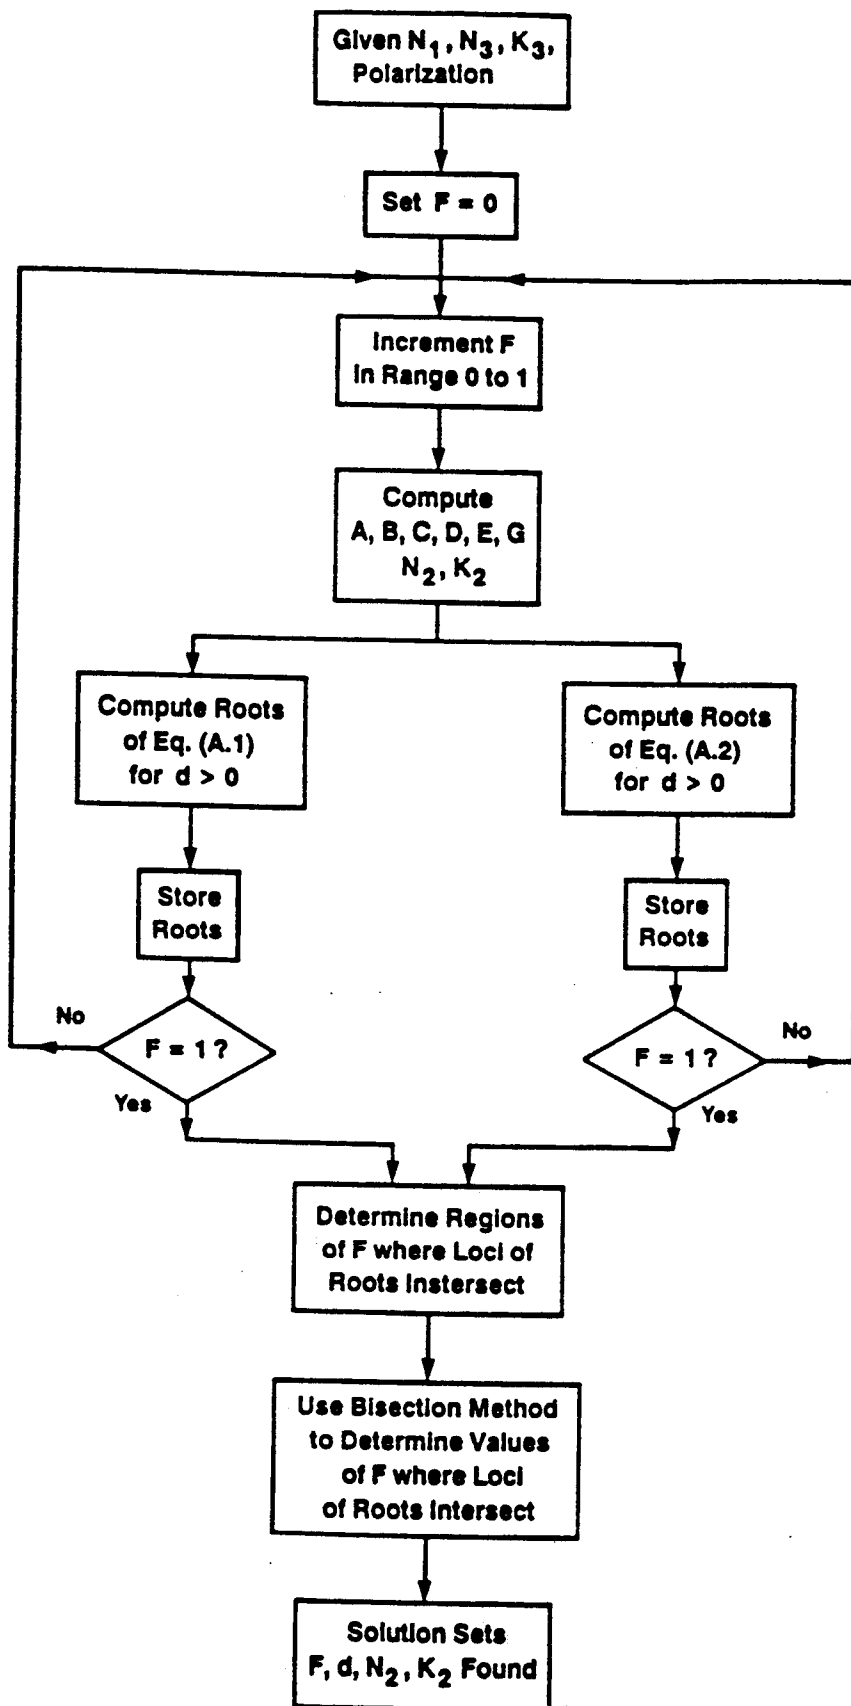 Given N₁, N₃, K₃,
Polarization
Set F = 0
Increment F
in Range 0 to 1
Compute
A, B, C, D, E, G
N₂, K₂
Compute Roots
of Eq. (A.1)
for d > 0
Compute Roots
of Eq. (A.2)
for d > 0
Store
Roots
Store
Roots
No
F = 1 ?
Yes
F = 1 ?
No
Yes
Determine Regions
of F where Loci of
Roots Instersect
Use Bisection Method
to Determine Values
of F where Loci
of Roots Intersect
Solution Sets
F, d, N₂, K₂ Found